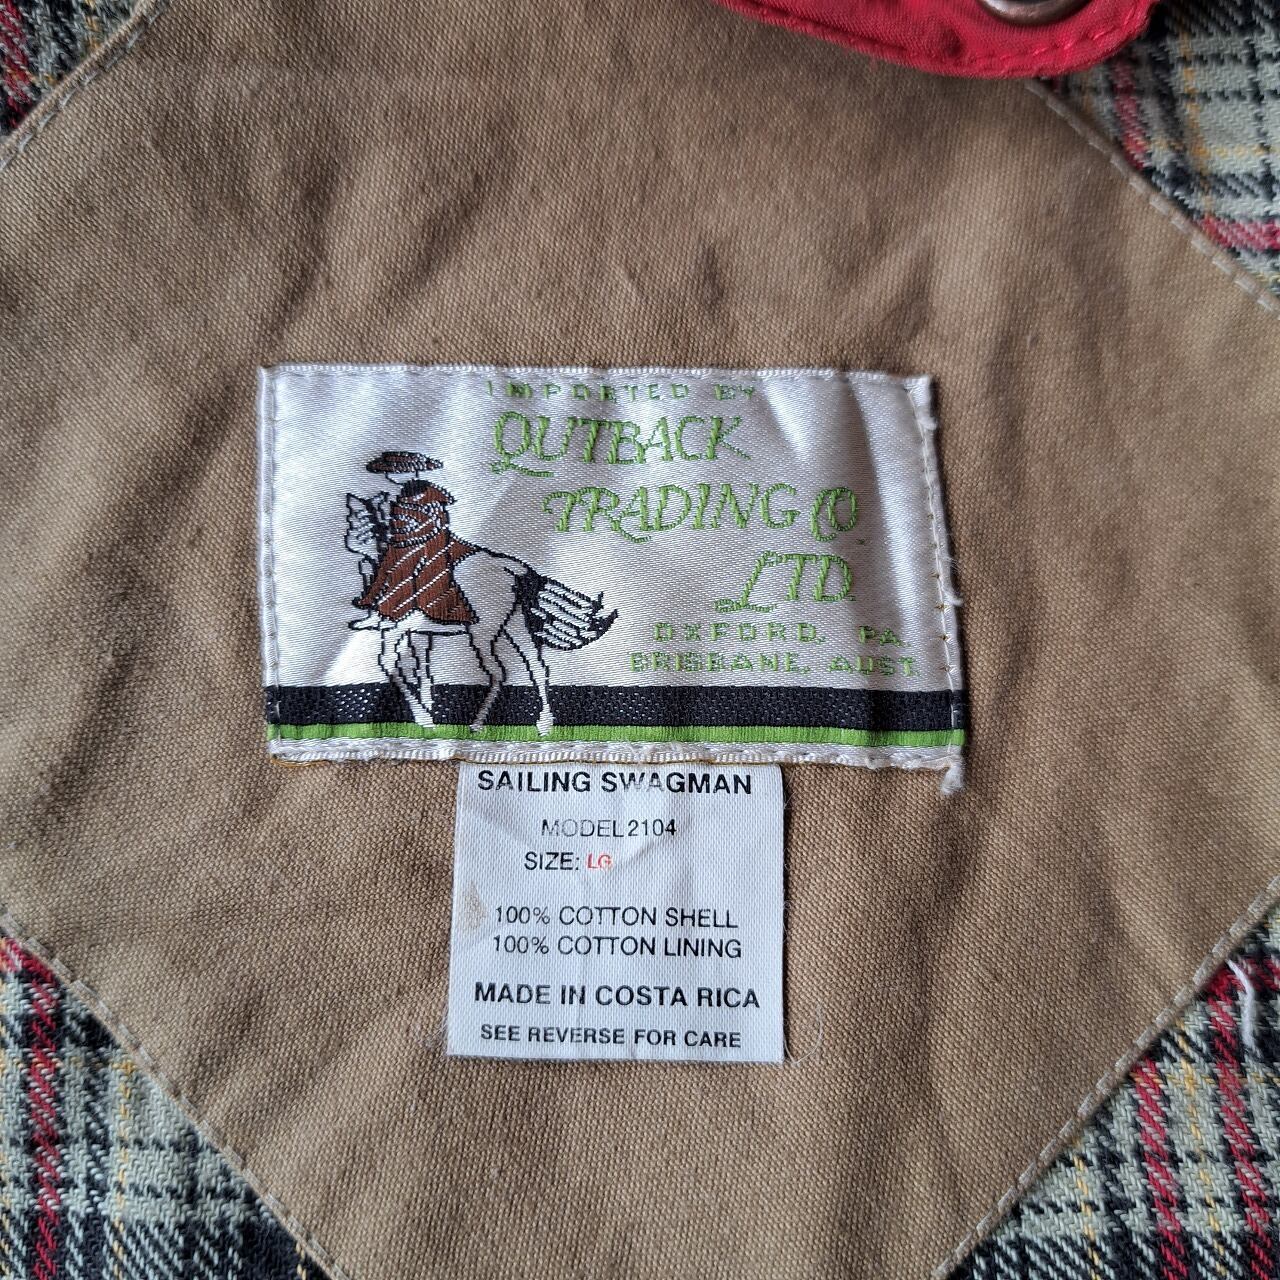 IMPORTED BY
OUTBACK
TRADING CO.
LTD.
OXFORD, PA.
BRISBANE, AUST.
SAILING SWAGMAN
MODEL 2104
SIZE: LG
100% COTTON SHELL
100% COTTON LINING
MADE IN COSTA RICA
SEE REVERSE FOR CARE